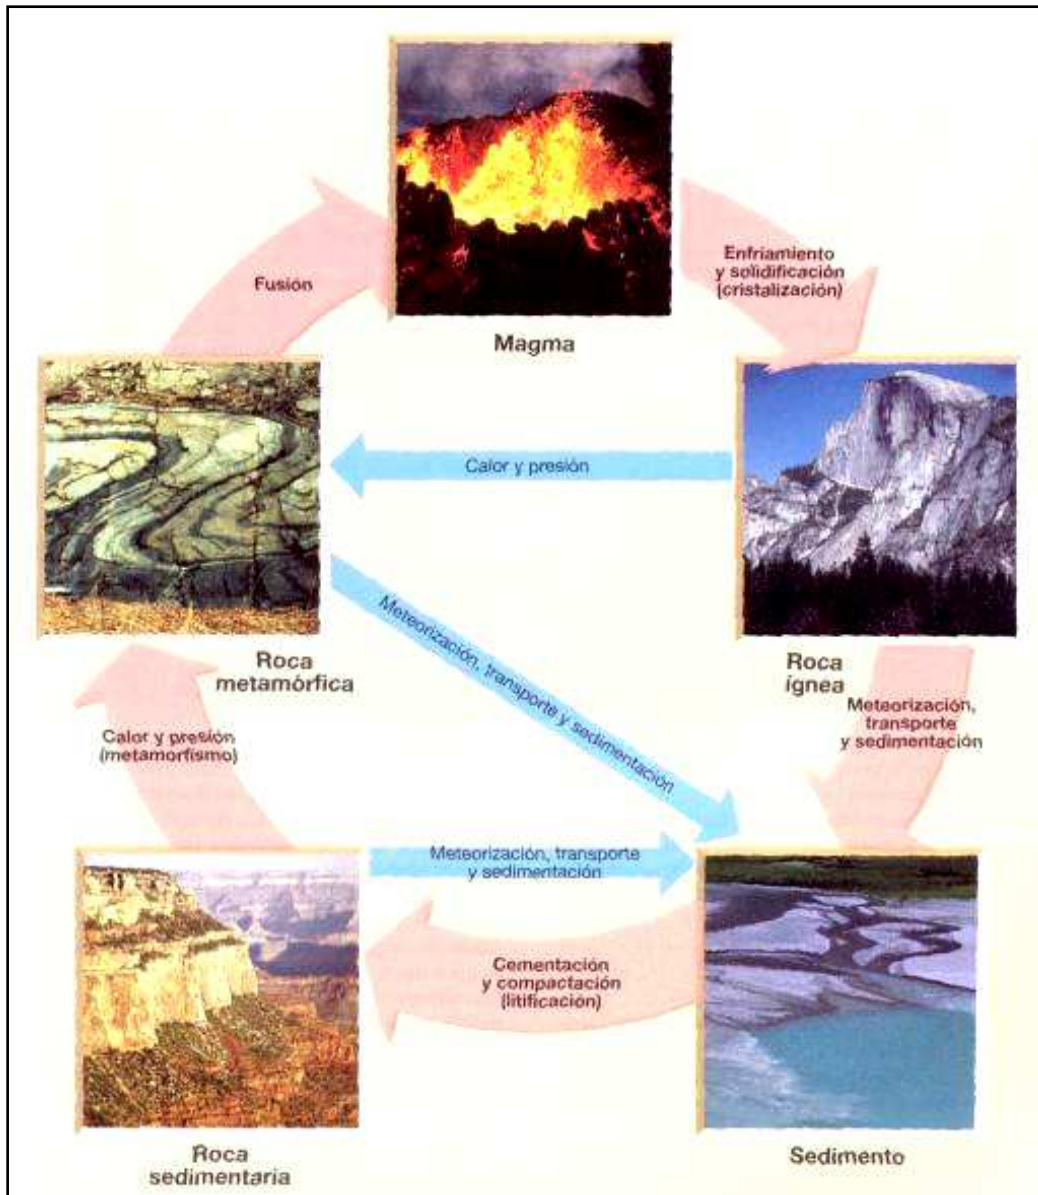 Fusión
Enfriamiento
y solidificación
(cristalización)
Magma
Calor y presión
Roca
metamórfica
Roca
ígnea
Meteorización, transporte y sedimentación
Meteorización,
transporte
y sedimentación
Calor y presión
(metamorfismo)
Meteorización, transporte
y sedimentación
Cementación
y compactación
(litificación)
Roca
sedimentaria
Sedimento